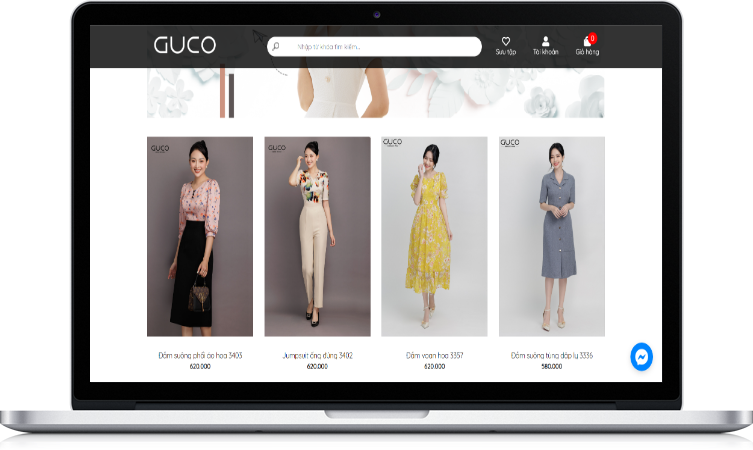 GUCO
Nhập từ khóa tìm kiếm...
Sưu tập
Tài khoản
0
Giỏ hàng
GUCO
GUCO
GUCO
GUCO
Đầm suông phối áo hoa 3403
620.000
Jumpsuit ống đứng 3402
620.000
Đầm voan hoa 3357
620.000
Đầm suông tùng dập ly 3336
580.000